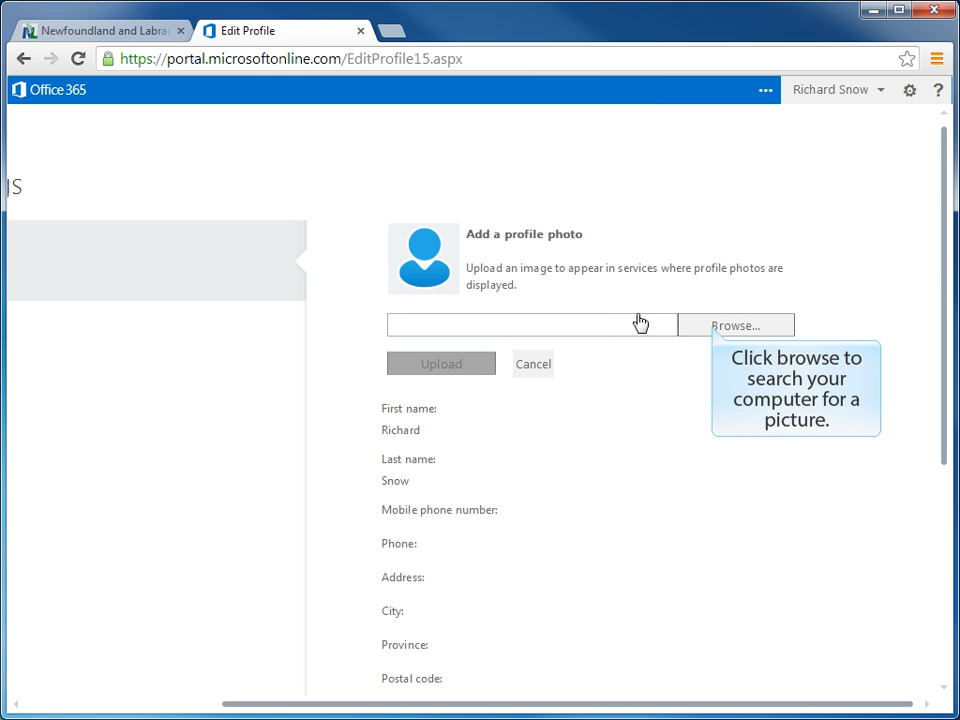 Newfoundland and Labra
Edit Profile
https://portal.microsoftonline.com/EditProfile15.aspx
Office 365
Richard Snow
?
JS
Add a profile photo
Upload an image to appear in services where profile photos are
displayed.
Browse...
Upload
Cancel
Click browse to
search your
computer for a
picture.
First name:
Richard
Last name:
Snow
Mobile phone number:
Phone:
Address:
City:
Province:
Postal code: